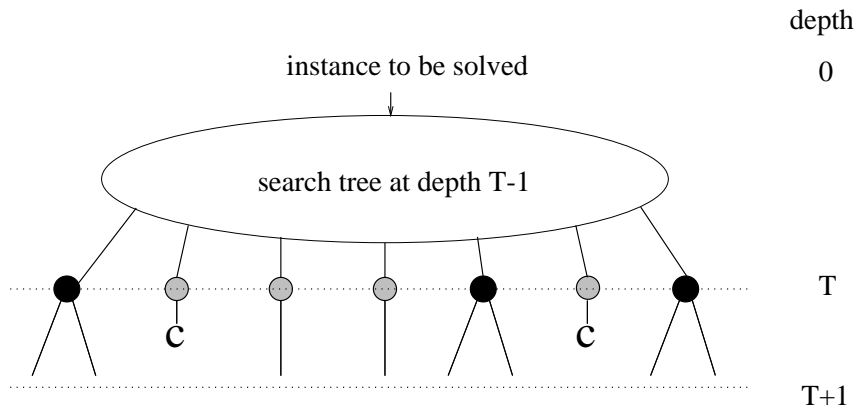 depth
instance to be solved
0
search tree at depth T-1
T
C
C
T+1